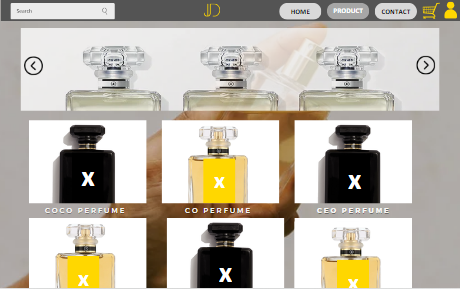 Search
JD
HOME
PRODUCT
CONTACT
X
X
X
COCO PERFUME
CO PERFUME
CEO PERFUME
X
X
X